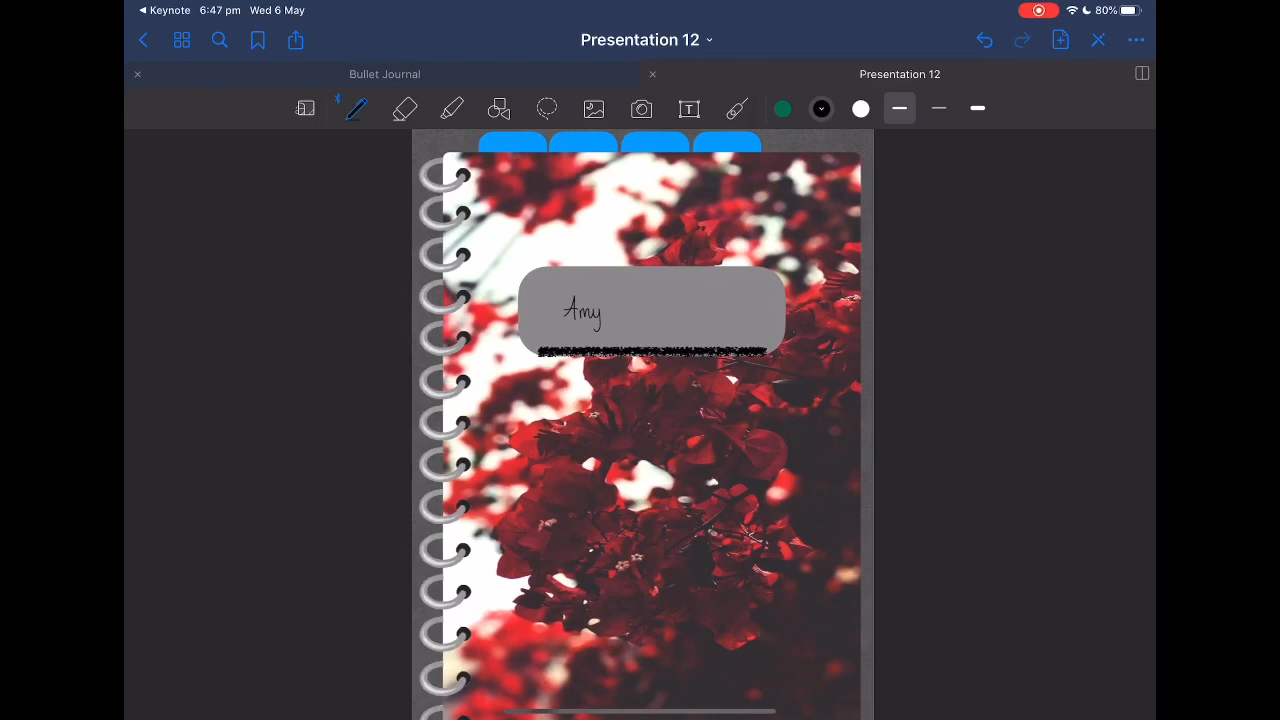 Keynote 6:47 pm Wed 6 May 80%
Presentation 12
Bullet Journal Presentation 12
T
Amy